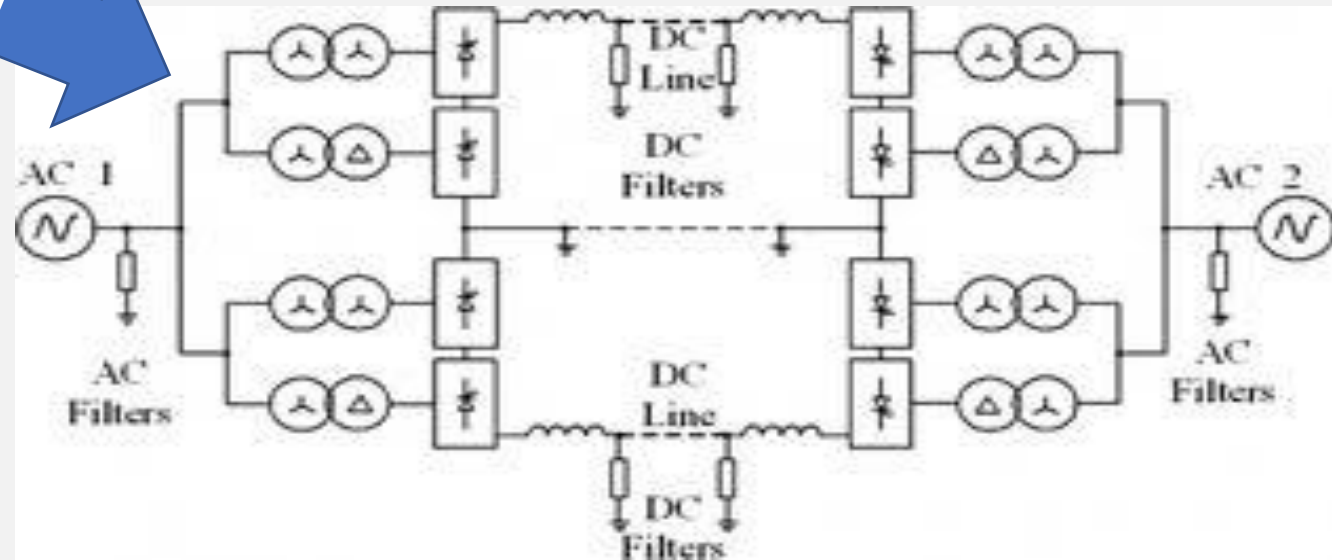 DC
Line
DC
Filters
AC 1
AC 2
AC
Filters
AC
Filters
DC
Line
DC
Filters